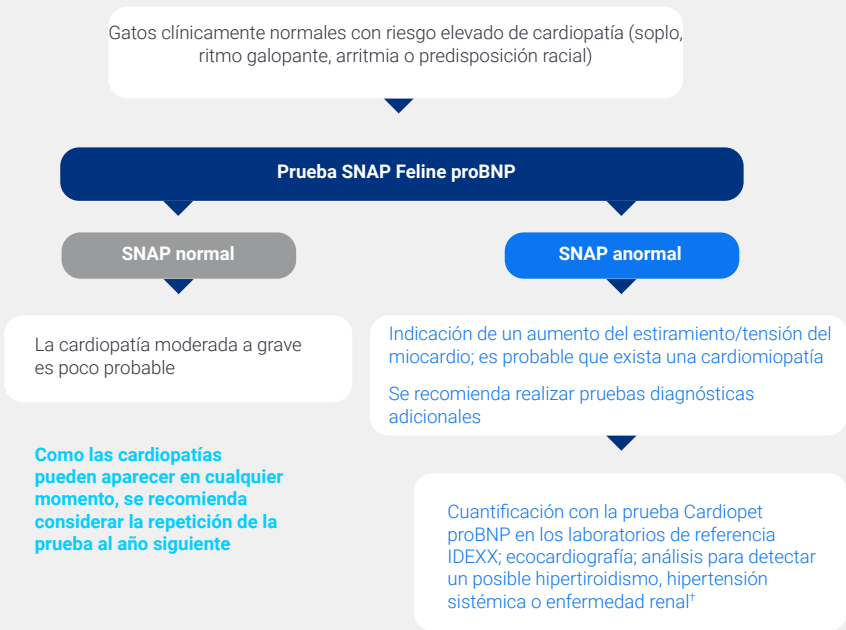 Gatos clínicamente normales con riesgo elevado de cardiopatía (soplo,
ritmo galopante, arritmia o predisposición racial)
Prueba SNAP Feline proBNP
SNAP normal
SNAP anormal
La cardiopatía moderada a grave
es poco probable
Indicación de un aumento del estiramiento/tensión del
miocardio; es probable que exista una cardiomiopatía
Se recomienda realizar pruebas diagnósticas
adicionales
Como las cardiopatías
pueden aparecer en cualquier
momento, se recomienda
considerar la repetición de la
prueba al año siguiente
Cuantificación con la prueba Cardiopet
proBNP en los laboratorios de referencia
IDEXX; ecocardiografía; análisis para detectar
un posible hipertiroidismo, hipertensión
sistémica o enfermedad renal†